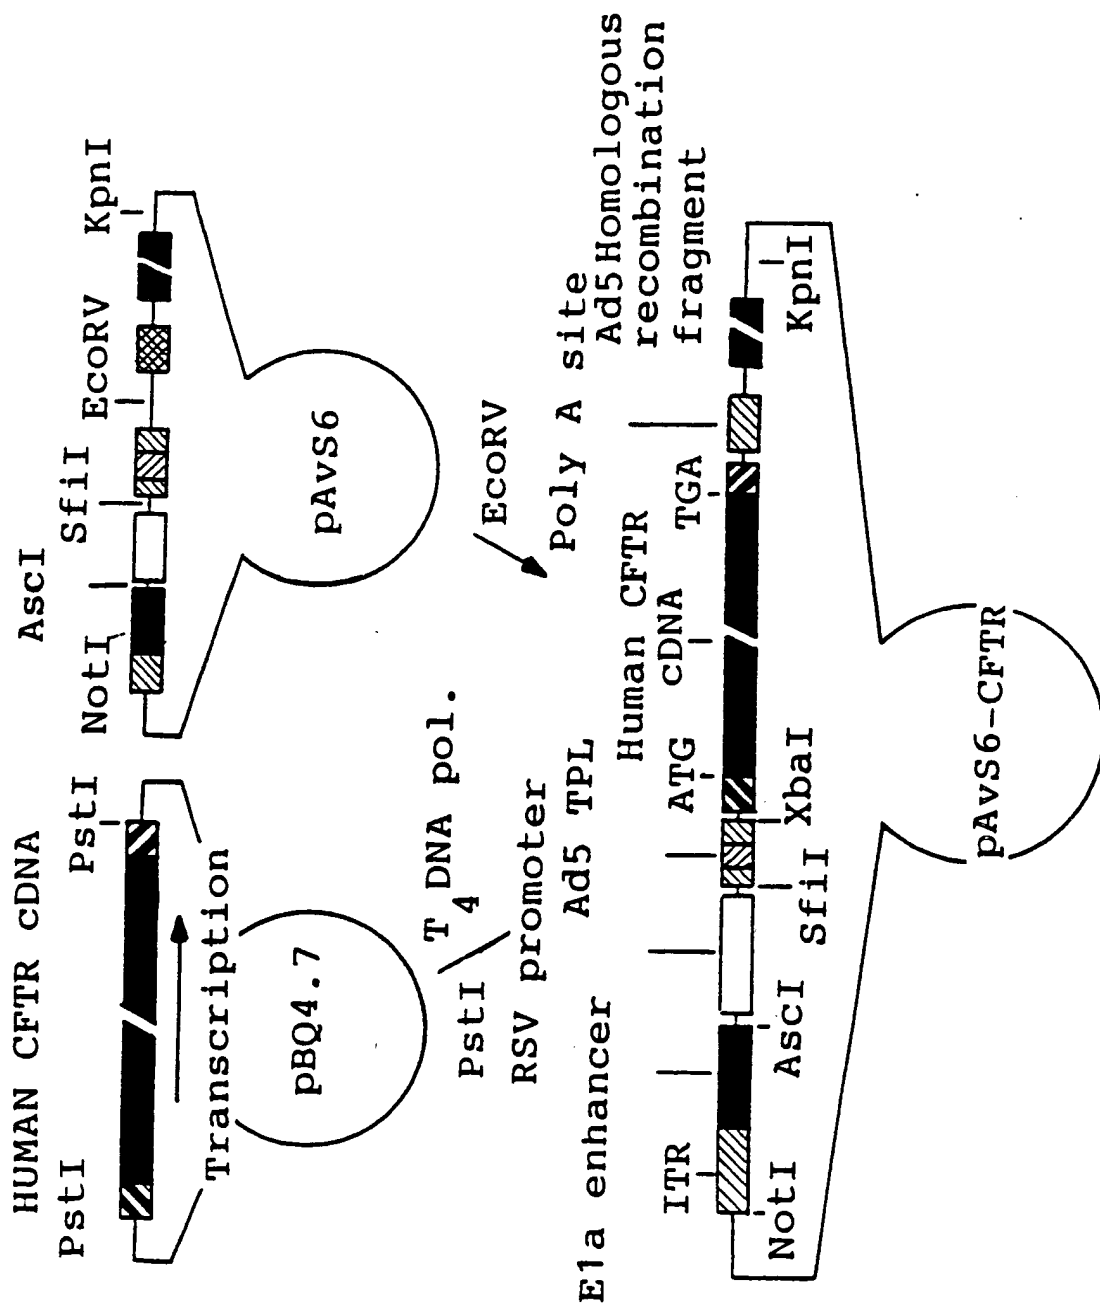 HUMAN CFTR cDNA
PstI
PstI
Transcription
pBQ4.7
AscI
NotI
SfiI
EcoRV
KpnI
pAvS6
PstI
T4 DNA pol.
EcoRV
E1a enhancer
RSV promoter
Ad5 TPL
Poly A site
Ad5 Homologous
recombination
fragment
Human CFTR
cDNA
ITR
ATG
TGA
NotI
AscI
SfiI
XbaI
KpnI
pAvS6-CFTR